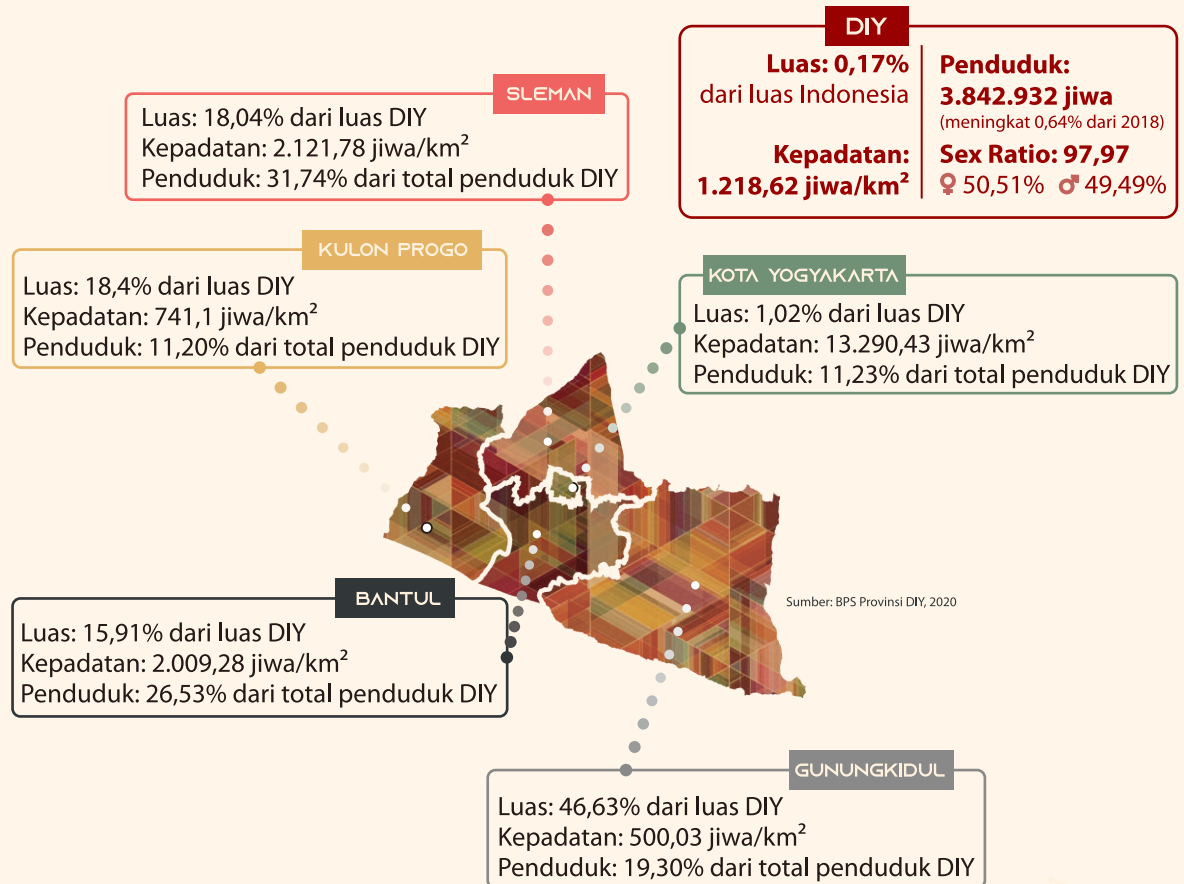 DIY
Luas: 0,17%
dari luas Indonesia
Kepadatan:
1.218,62 jiwa/km²
Penduduk:
3.842.932 jiwa
(meningkat 0,64% dari 2018)
Sex Ratio: 97,97
♀ 50,51% ♂ 49,49%
SLEMAN
Luas: 18,04% dari luas DIY
Kepadatan: 2.121,78 jiwa/km²
Penduduk: 31,74% dari total penduduk DIY
KULON PROGO
Luas: 18,4% dari luas DIY
Kepadatan: 741,1 jiwa/km²
Penduduk: 11,20% dari total penduduk DIY
KOTA YOGYAKARTA
Luas: 1,02% dari luas DIY
Kepadatan: 13.290,43 jiwa/km²
Penduduk: 11,23% dari total penduduk DIY
BANTUL
Luas: 15,91% dari luas DIY
Kepadatan: 2.009,28 jiwa/km²
Penduduk: 26,53% dari total penduduk DIY
Sumber: BPS Provinsi DIY, 2020
GUNUNGKIDUL
Luas: 46,63% dari luas DIY
Kepadatan: 500,03 jiwa/km²
Penduduk: 19,30% dari total penduduk DIY